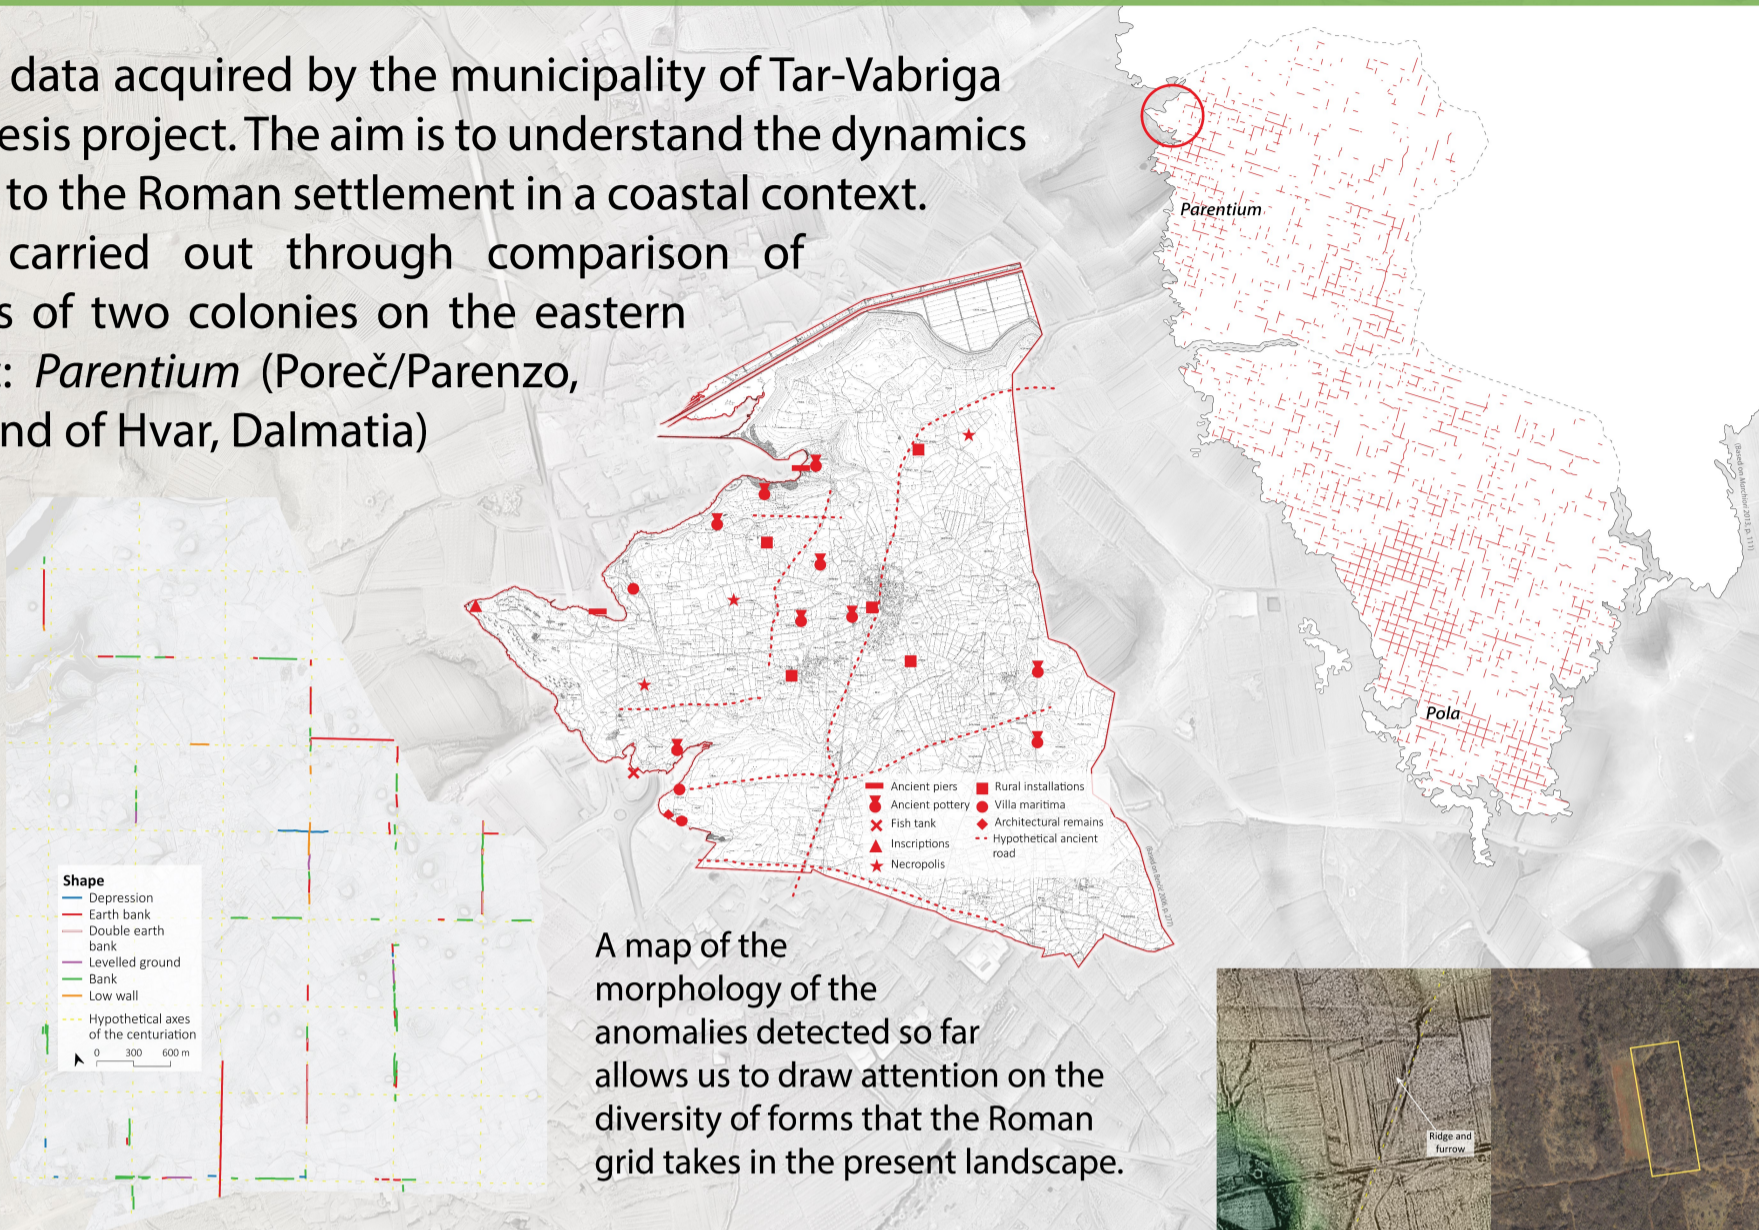 data acquired by the municipality of Tar-Vabriga
esis project. The aim is to understand the dynamics
to the Roman settlement in a coastal context.
carried out through comparison of
s of two colonies on the eastern
: Parentium (Poreč/Parenzo,
nd of Hvar, Dalmatia)
Parentium
Pola
(Based on Marchiori 2013, p. 111)
Ancient piers
Ancient pottery
Fish tank
Inscriptions
Necropolis
Rural installations
Villa maritima
Architectural remains
Hypothetical ancient
road
Shape
Depression
Earth bank
Double earth
bank
Levelled ground
Bank
Low wall
Hypothetical axes
of the centuriation
0 300 600 m
A map of the
morphology of the
anomalies detected so far
allows us to draw attention on the
diversity of forms that the Roman
grid takes in the present landscape.
Ridge and
furrow